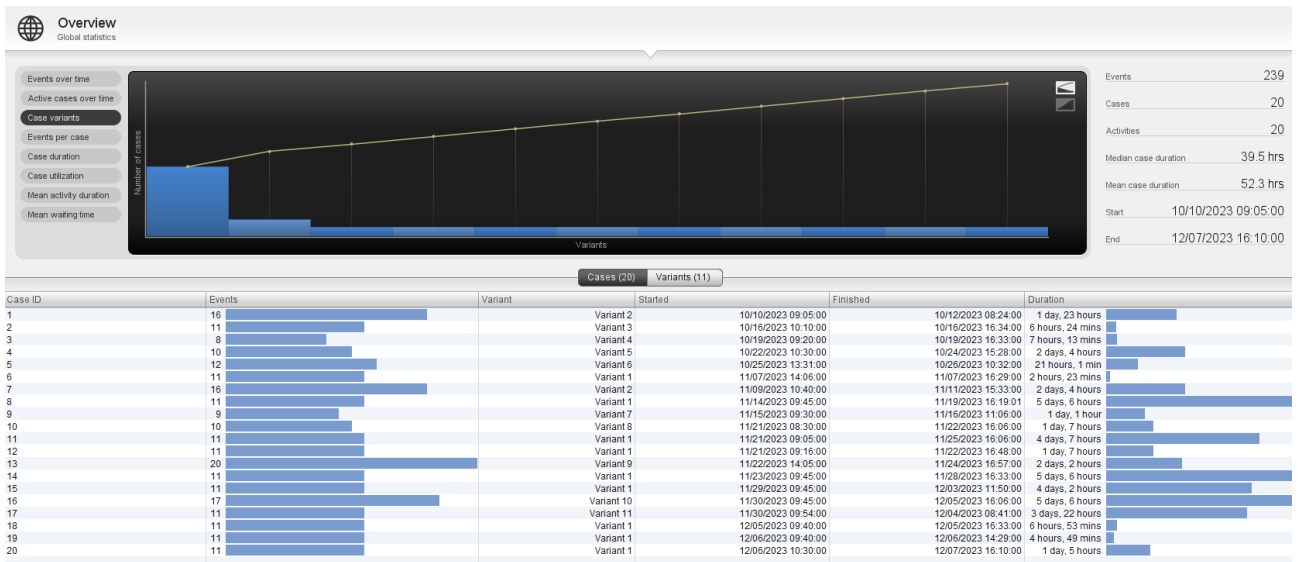 Overview
Global statistics
Events over time
Active cases over time
Case variants
Events per case
Case duration
Case utilization
Mean activity duration
Mean waiting time
Number of cases
Variants
Events 239
Cases 20
Activities 20
Median case duration 39.5 hrs
Mean case duration 52.3 hrs
Start 10/10/2023 09:05:00
End 12/07/2023 16:10:00
Cases (20) Variants (11)
Case ID Events Variant Started Finished Duration
1 16 Variant 2 10/10/2023 09:05:00 10/12/2023 08:24:00 1 day, 23 hours
2 11 Variant 3 10/16/2023 10:10:00 10/16/2023 16:34:00 6 hours, 24 mins
3 8 Variant 4 10/19/2023 09:20:00 10/19/2023 16:33:00 7 hours, 13 mins
4 10 Variant 5 10/22/2023 10:30:00 10/24/2023 15:28:00 2 days, 4 hours
5 12 Variant 6 10/25/2023 13:31:00 10/26/2023 10:32:00 21 hours, 1 min
6 11 Variant 1 11/07/2023 14:06:00 11/07/2023 16:29:00 2 hours, 23 mins
7 16 Variant 2 11/09/2023 10:40:00 11/11/2023 15:33:00 2 days, 4 hours
8 11 Variant 1 11/14/2023 09:45:00 11/19/2023 16:19:01 5 days, 6 hours
9 9 Variant 7 11/15/2023 09:30:00 11/16/2023 11:06:00 1 day, 1 hour
10 10 Variant 8 11/21/2023 08:30:00 11/22/2023 16:06:00 1 day, 7 hours
11 11 Variant 1 11/21/2023 09:05:00 11/25/2023 16:06:00 4 days, 7 hours
12 11 Variant 1 11/21/2023 09:16:00 11/22/2023 16:48:00 1 day, 7 hours
13 20 Variant 9 11/22/2023 14:05:00 11/24/2023 16:57:00 2 days, 2 hours
14 11 Variant 1 11/23/2023 09:45:00 11/28/2023 16:33:00 5 days, 6 hours
15 11 Variant 1 11/29/2023 09:45:00 12/03/2023 11:50:00 4 days, 2 hours
16 17 Variant 10 11/30/2023 09:45:00 12/05/2023 16:06:00 5 days, 6 hours
17 11 Variant 11 11/30/2023 09:54:00 12/04/2023 08:41:00 3 days, 22 hours
18 11 Variant 1 12/05/2023 09:40:00 12/05/2023 16:33:00 6 hours, 53 mins
19 11 Variant 1 12/06/2023 09:40:00 12/06/2023 14:29:00 4 hours, 49 mins
20 11 Variant 1 12/06/2023 10:30:00 12/07/2023 16:10:00 1 day, 5 hours